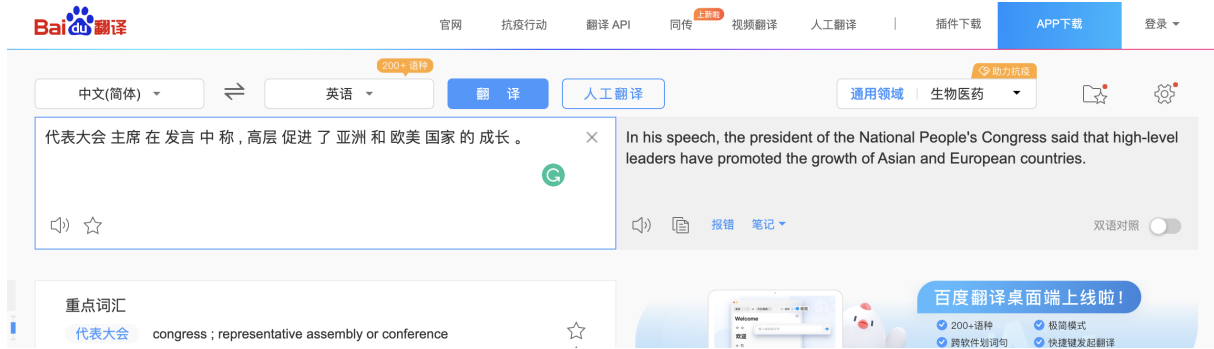 Bai du 翻译
官网 抗疫行动 翻译 API 同传 上新啦 视频翻译 人工翻译 插件下载 APP下载 登录
中文(简体) 英语 200+ 语种 翻 译 人工翻译 通用领域 生物医药 助力抗疫
代表大会 主席 在 发言 中 称 , 高层 促进 了 亚洲 和 欧美 国家 的 成长 。
In his speech, the president of the National People's Congress said that high-level
leaders have promoted the growth of Asian and European countries.
报错 笔记 双语对照
重点词汇
代表大会 congress ; representative assembly or conference
Welcome
欢迎
百度翻译桌面端上线啦!
200+语种 极简模式
跨软件划词句 快捷键发起翻译